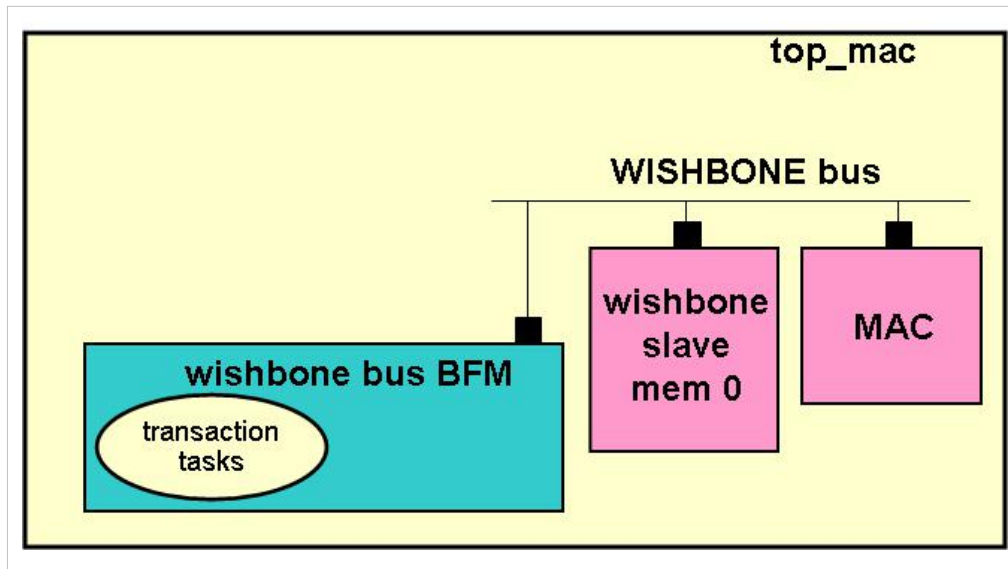 top_mac
WISHBONE bus
wishbone
slave
mem 0
MAC
wishbone bus BFM
transaction
tasks